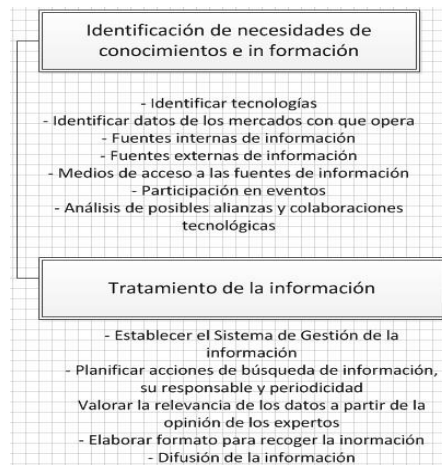 Identificación de necesidades de
conocimientos e in formación
- Identificar tecnologías
- Identificar datos de los mercados con que opera
- Fuentes internas de información
- Fuentes externas de información
- Medios de acceso a las fuentes de información
- Participación en eventos
- Análisis de posibles alianzas y colaboraciones
tecnológicas
Tratamiento de la información
- Establecer el Sistema de Gestión de la
información
- Planificar acciones de búsqueda de información,
su responsable y periodicidad
Valorar la relevancia de los datos a partir de la
opinión de los expertos
- Elaborar formato para recoger la inormación
- Difusión de la información